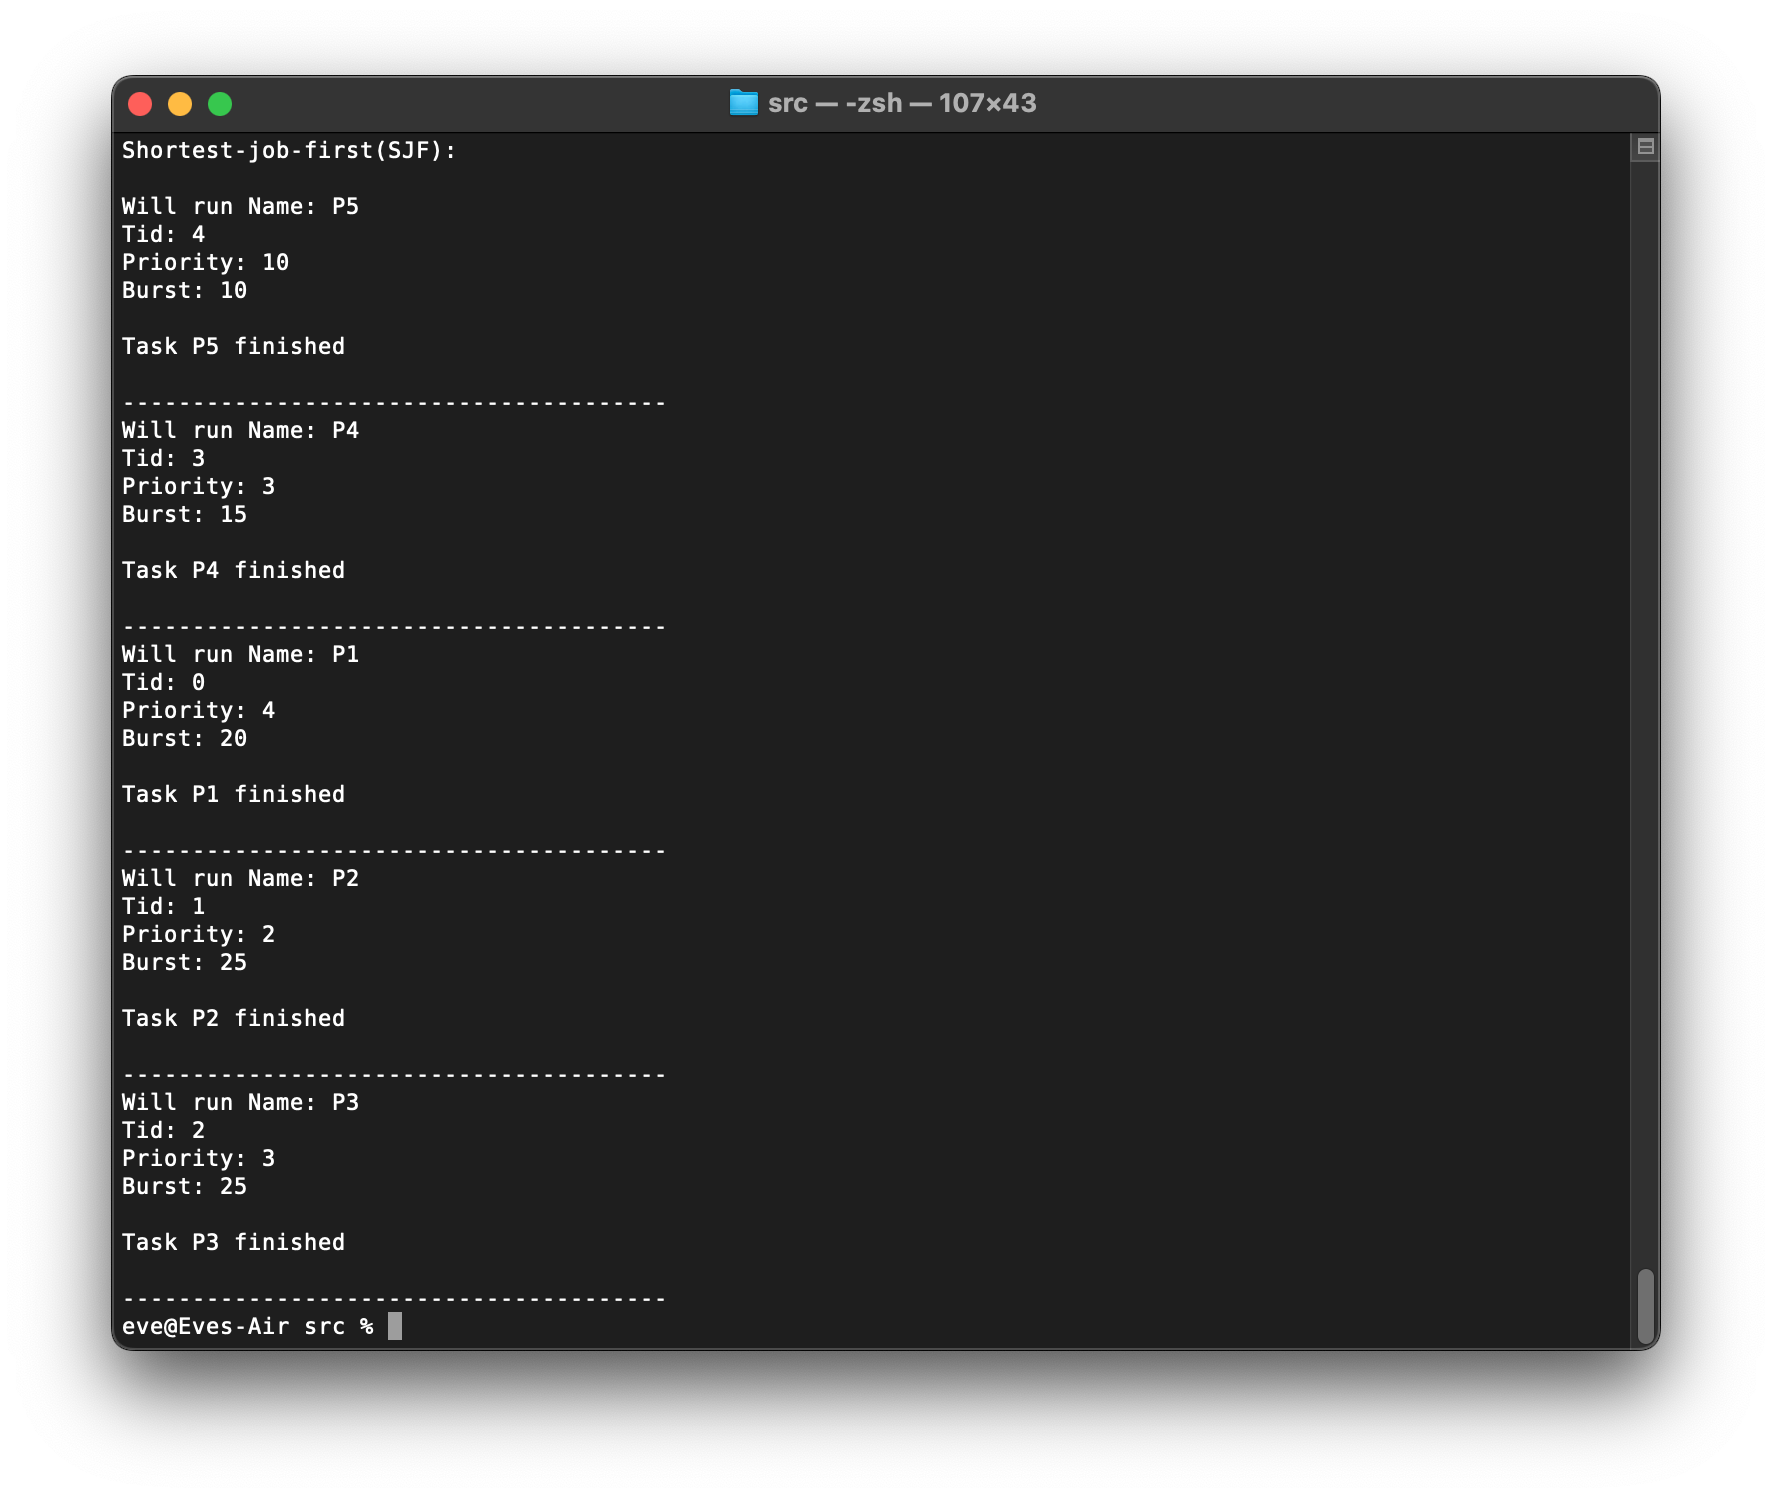 src — -zsh — 107×43
Shortest-job-first(SJF):
Will run Name: P5
Tid: 4
Priority: 10
Burst: 10
Task P5 finished
---------------------------------------
Will run Name: P4
Tid: 3
Priority: 3
Burst: 15
Task P4 finished
---------------------------------------
Will run Name: P1
Tid: 0
Priority: 4
Burst: 20
Task P1 finished
---------------------------------------
Will run Name: P2
Tid: 1
Priority: 2
Burst: 25
Task P2 finished
---------------------------------------
Will run Name: P3
Tid: 2
Priority: 3
Burst: 25
Task P3 finished
---------------------------------------
eve@Eves-Air src %